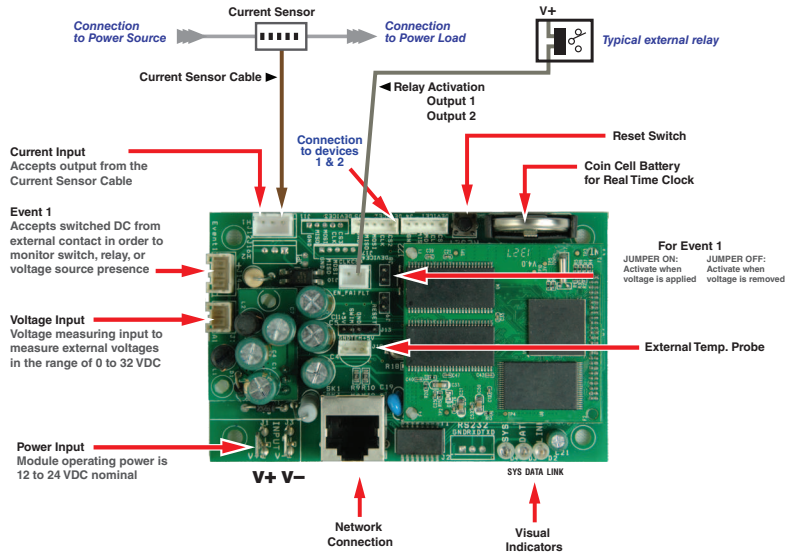 Current Sensor
V+
Connection
to Power Source
Connection
to Power Load
Typical external relay
Current Sensor Cable
Relay Activation
Output 1
Output 2
Connection
to devices
1 & 2
Reset Switch
Current Input
Accepts output from the
Current Sensor Cable
Coin Cell Battery
for Real Time Clock
Event 1
Accepts switched DC from
external contact in order to
monitor switch, relay, or
voltage source presence
For Event 1
JUMPER ON:
Activate when
voltage is applied
JUMPER OFF:
Activate when
voltage is removed
Voltage Input
Voltage measuring input to
measure external voltages
in the range of 0 to 32 VDC
External Temp. Probe
RS232
GNDRXDTXD
SYS
DATA
LINK
INPUT
Power Input
Module operating power is
12 to 24 VDC nominal
V+ V–
SYS DATA LINK
Network
Connection
Visual
Indicators